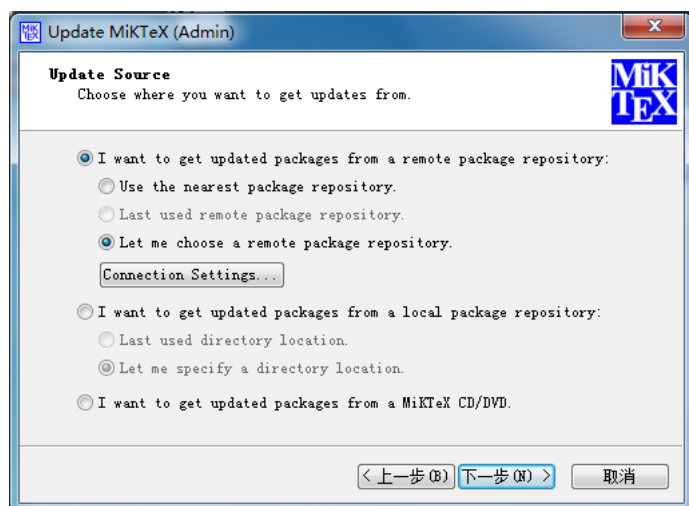 MiK
TEX
Update MiKTeX (Admin)
Update Source
Choose where you want to get updates from.
MiK
TEX
I want to get updated packages from a remote package repository:
Use the nearest package repository.
Last used remote package repository.
Let me choose a remote package repository.
Connection Settings...
I want to get updated packages from a local package repository:
Last used directory location.
Let me specify a directory location.
I want to get updated packages from a MiKTeX CD/DVD.
< 上一步(B) 下一步(N) > 取消